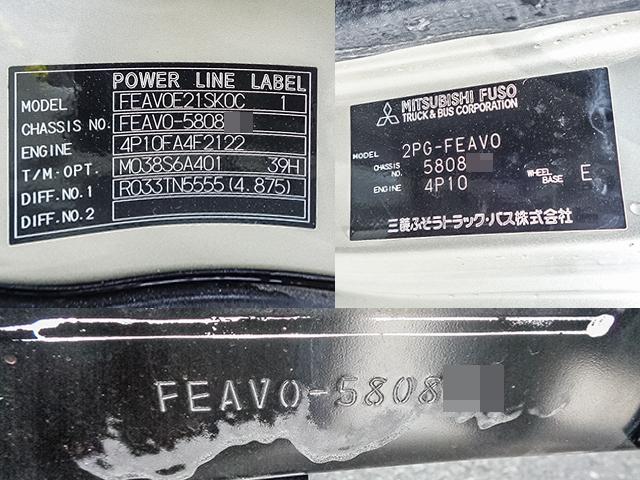 POWER LINE LABEL
MODEL FEAV0E21SK0C 1
CHASSIS NO. FEAV0-5808
ENGINE 4P10FA4F2122
T/M·OPT. M038S6A401 39H
DIFF.NO.1 R033TN5555(4.875)
DIFF.NO.2
MITSUBISHI FUSO
TRUCK & BUS CORPORATION
MODEL 2PG-FEAV0
CHASSIS NO. 5808
ENGINE 4P10 WHEEL BASE E
三菱ふそうトラック・バス株式会社
FEAV0-5808